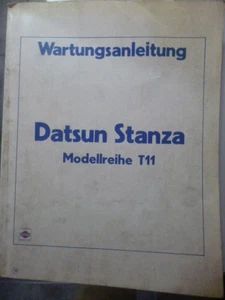 Wartungsanleitung
Datsun Stanza
Modellreihe T11